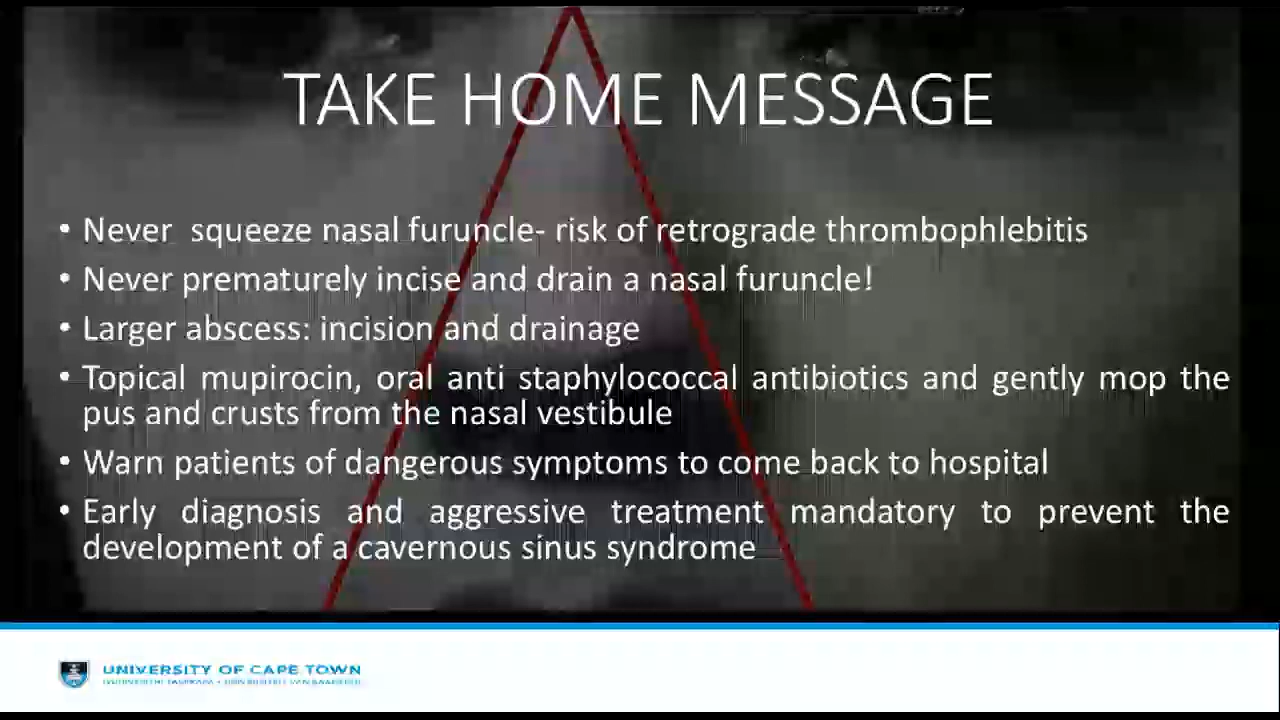 TAKE HOME MESSAGE
• Never squeeze nasal furuncle- risk of retrograde thrombophlebitis
• Never prematurely incise and drain a nasal furuncle!
• Larger abscess: incision and drainage
• Topical mupirocin, oral anti staphylococcal antibiotics and gently mop the
pus and crusts from the nasal vestibule
• Warn patients of dangerous symptoms to come back to hospital
• Early diagnosis and aggressive treatment mandatory to prevent the
development of a cavernous sinus syndrome
UNIVERSITY OF CAPE TOWN